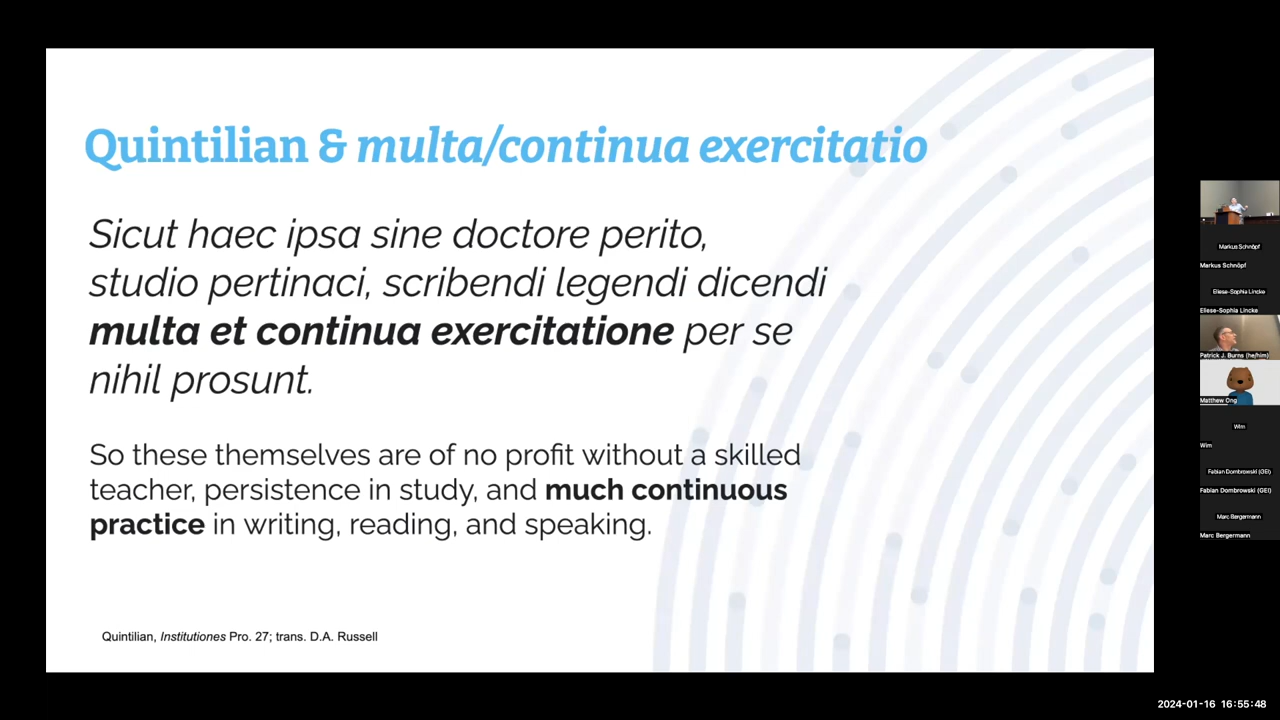 Quintilian & multa/continua exercitatio
Sicut haec ipsa sine doctore perito,
studio pertinaci, scribendi legendi dicendi
multa et continua exercitatione per se
nihil prosunt.
So these themselves are of no profit without a skilled
teacher, persistence in study, and much continuous
practice in writing, reading, and speaking.
Quintilian, Institutiones Pro. 27; trans. D.A. Russell
Markus Schnöpf
Markus Schnöpf
Eliese-Sophia Lincke
Eliese-Sophia Lincke
Patrick J. Burns (he/him)
Matthew Ong
Wim
Wim
Fabian Dombrowski (GEI)
Fabian Dombrowski (GEI)
Marc Bergermann
Marc Bergermann
2024-01-16 16:55:48